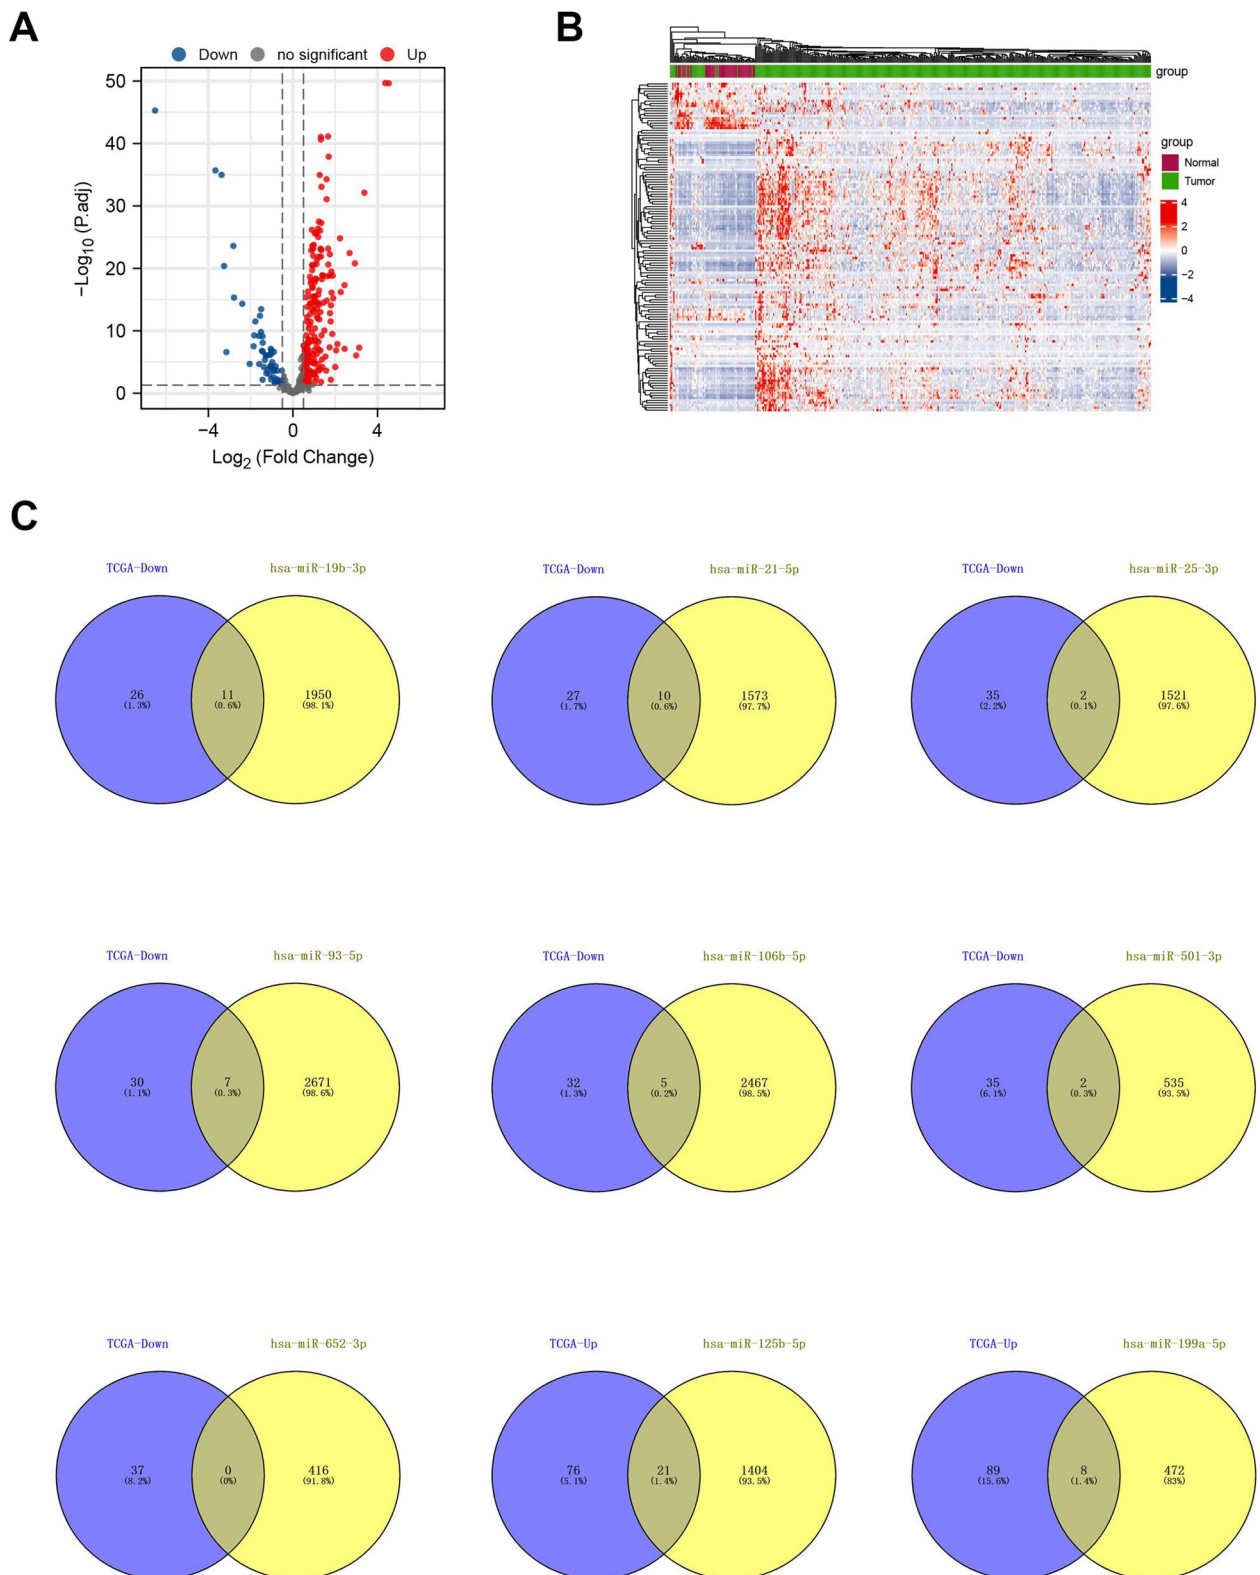 A
Down no significant Up
50
40
30
20
10
0
−Log10 (P.adj)
−4 0 4
Log2 (Fold Change)
B
group
group
Normal
Tumor
4
2
0
−2
−4
C
TCGA-Down hsa-miR-19b-3p
26 11 1950
(1.3%) (0.6%) (98.1%)
TCGA-Down hsa-miR-21-5p
27 10 1573
(1.7%) (0.6%) (97.7%)
TCGA-Down hsa-miR-25-3p
35 2 1521
(2.2%) (0.1%) (97.6%)
TCGA-Down hsa-miR-93-5p
30 7 2671
(1.1%) (0.3%) (98.6%)
TCGA-Down hsa-miR-106b-5p
32 5 2467
(1.3%) (0.2%) (98.5%)
TCGA-Down hsa-miR-501-3p
35 2 535
(6.1%) (0.3%) (93.5%)
TCGA-Down hsa-miR-652-3p
37 0 416
(8.2%) (0%) (91.8%)
TCGA-Up hsa-miR-125b-5p
76 21 1404
(5.1%) (1.4%) (93.5%)
TCGA-Up hsa-miR-199a-5p
89 8 472
(15.6%) (1.4%) (83%)